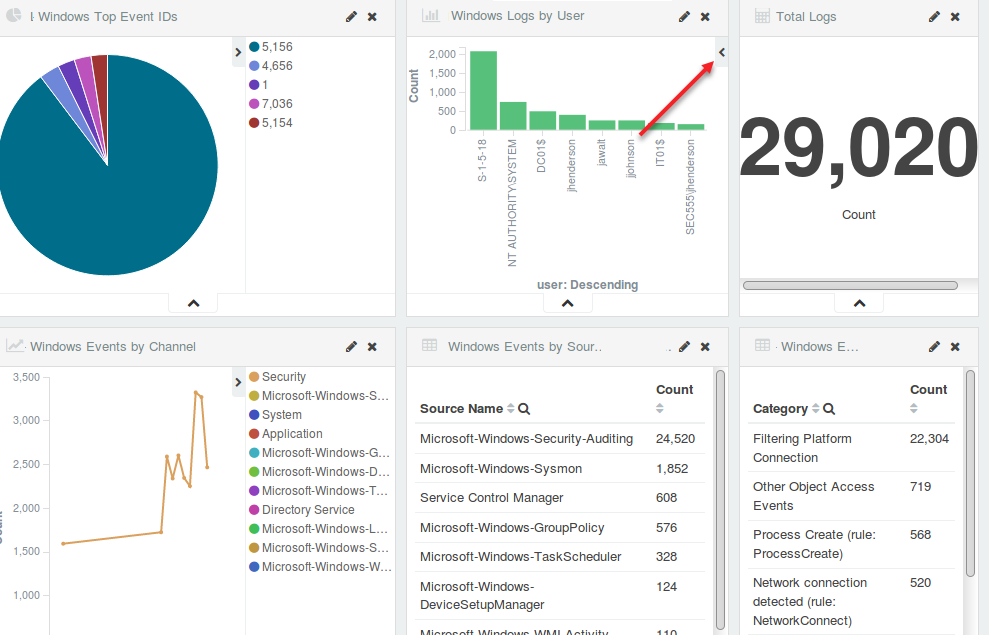 Windows Top Event IDs
5,156
4,656
1
7,036
5,154
Windows Logs by User
Count
2,000
1,500
1,000
500
0
S-1-5-18
NT AUTHORITY\SYSTEM
DC01$
jhenderson
jawalt
jjohnson
IT01$
SEC555\jhenderson
user: Descending
Total Logs
29,020
Count
Windows Events by Channel
3,500
3,000
2,500
2,000
1,500
1,000
Security
Microsoft-Windows-S...
System
Application
Microsoft-Windows-G...
Microsoft-Windows-D...
Microsoft-Windows-T...
Directory Service
Microsoft-Windows-L...
Microsoft-Windows-S...
Microsoft-Windows-W...
Windows Events by Sour..
Source Name Count
Microsoft-Windows-Security-Auditing 24,520
Microsoft-Windows-Sysmon 1,852
Service Control Manager 608
Microsoft-Windows-GroupPolicy 576
Microsoft-Windows-TaskScheduler 328
Microsoft-Windows- 124
DeviceSetupManager
Microsoft-Windows-WMI-Activity 110
Windows E...
Category Count
Filtering Platform 22,304
Connection
Other Object Access 719
Events
Process Create (rule: 568
ProcessCreate)
Network connection 520
detected (rule:
NetworkConnect)